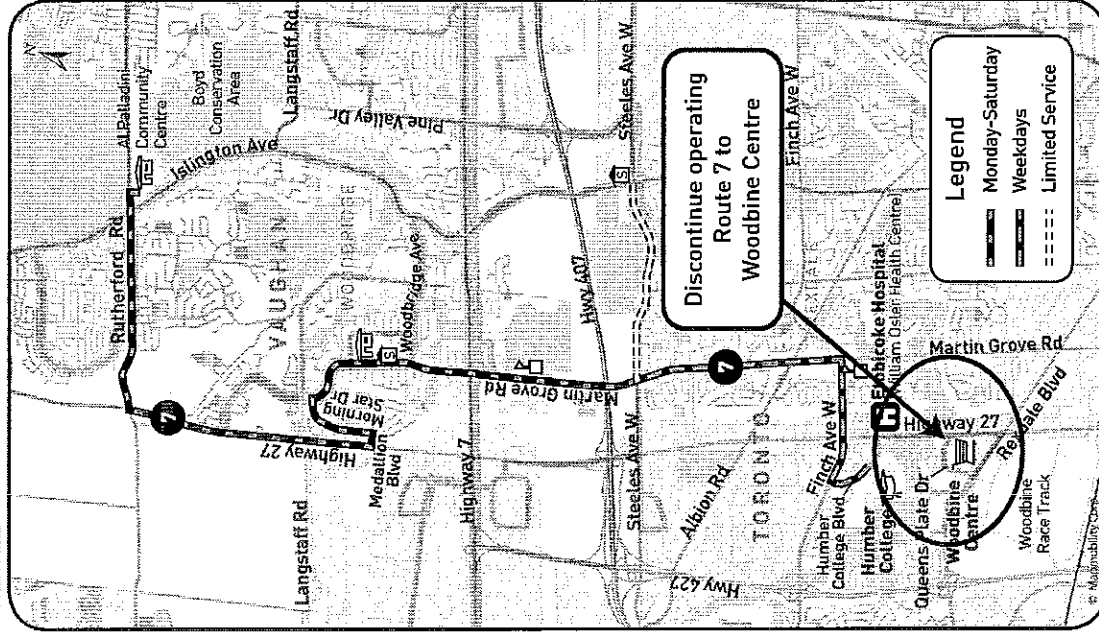 N
Al Palladini
Community
Centre
Boyd
Conservation
Area
Rutherford Rd
Langstaff Rd
Islington Ave
Pine Valley Dr
VAUGHAN
WOODBRIDGE
7
Highway 27
Morning
Star Dr
Medallion
Blvd
Woodbridge Ave
Langstaff Rd
Highway 7
Martin Grove Rd
Hwy 407
Steeles Ave W
Steeles Ave W
Discontinue operating
Route 7 to
Woodbine Centre
7
Albion Rd
TORONTO
Finch Ave W
Finch Ave W
Hwy 427
Humber
College Blvd
Humber
College
H
Etobicoke Hospital
(William Osler Health Centre)
Martin Grove Rd
Highway 27
Queens Plate Dr
Woodbine
Centre
Rexdale Blvd
Woodbine
Race Track
Legend
Monday-Saturday
Weekdays
Limited Service